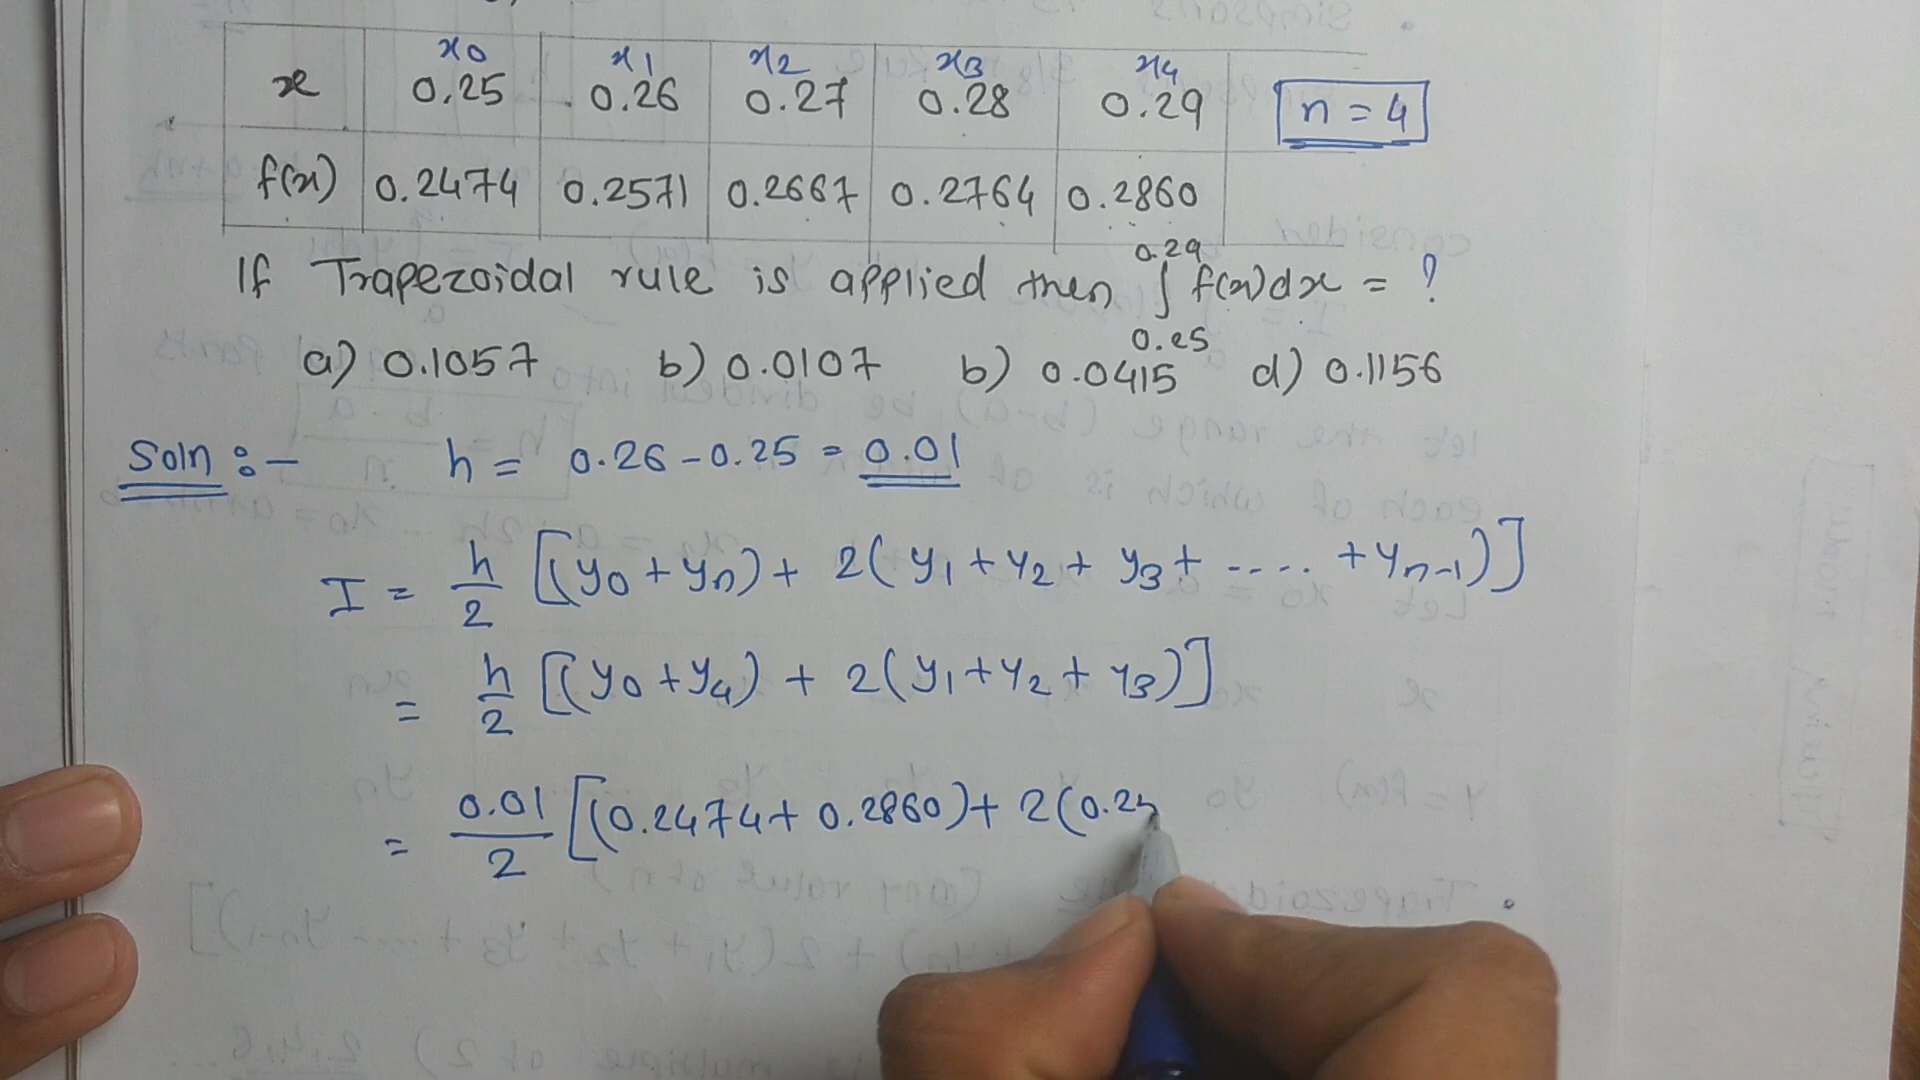 x0 x1 x2 x3 x4
x 0.25 0.26 0.27 0.28 0.29 n = 4
f(x) 0.2474 0.2571 0.2667 0.2764 0.2860
If Trapezoidal rule is applied then ∫ 0.25 0.29 f(x)dx = ?
a) 0.1057 b) 0.0107 b) 0.0415 d) 0.1156
Soln :- h = 0.26 - 0.25 = 0.01
I = h/2 [(y0 + yn) + 2(y1 + y2 + y3 + .... + yn-1)]
= h/2 [(y0 + y4) + 2(y1 + y2 + y3)]
= 0.01/2 [(0.2474 + 0.2860) + 2(0.25